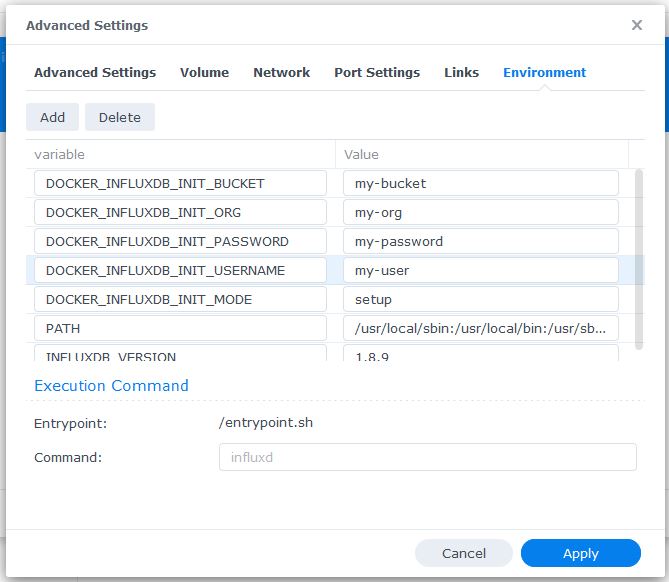 Advanced Settings
Advanced Settings Volume Network Port Settings Links Environment
Add Delete
variable Value
DOCKER_INFLUXDB_INIT_BUCKET my-bucket
DOCKER_INFLUXDB_INIT_ORG my-org
DOCKER_INFLUXDB_INIT_PASSWORD my-password
DOCKER_INFLUXDB_INIT_USERNAME my-user
DOCKER_INFLUXDB_INIT_MODE setup
PATH /usr/local/sbin:/usr/local/bin:/usr/sb...
INFLUXDB_VERSION 1.8.9
Execution Command
Entrypoint: /entrypoint.sh
Command: influxd
Cancel Apply